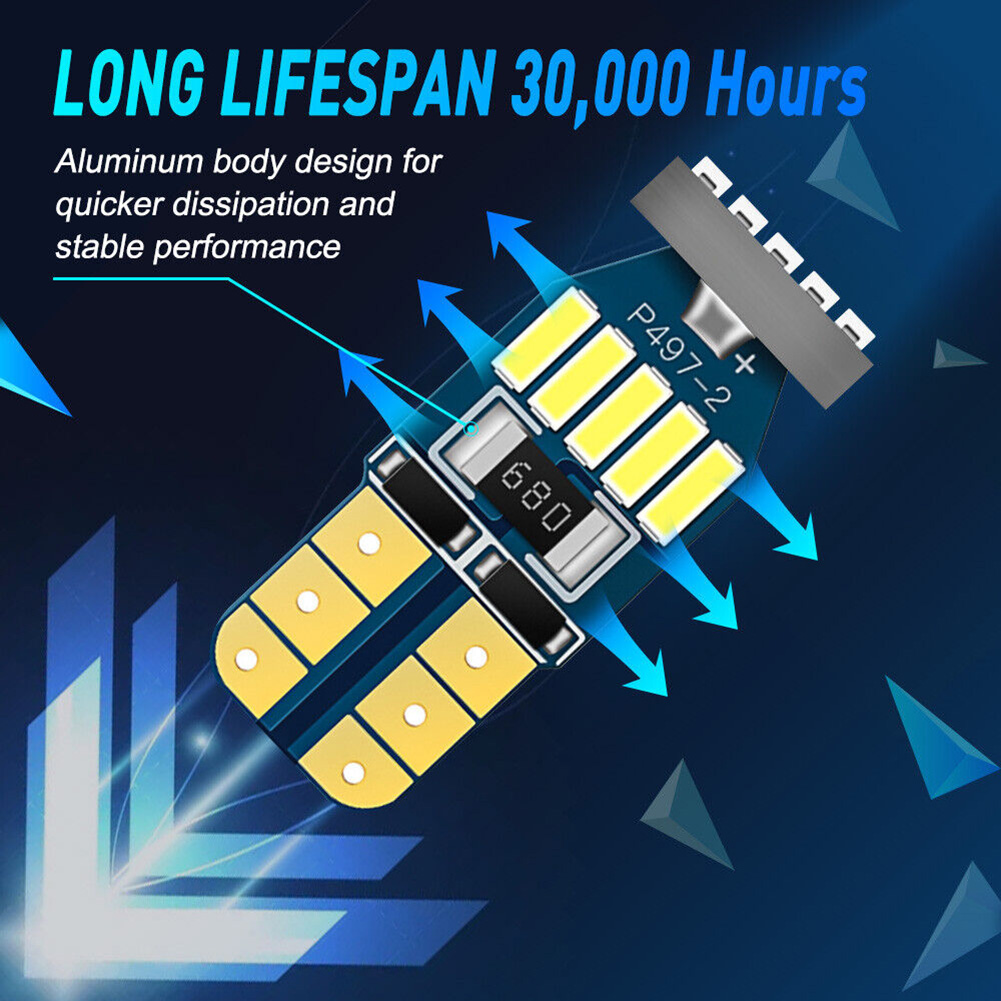 LONG LIFESPAN 30,000 Hours
Aluminum body design for
quicker dissipation and
stable performance
P497-2
+
680